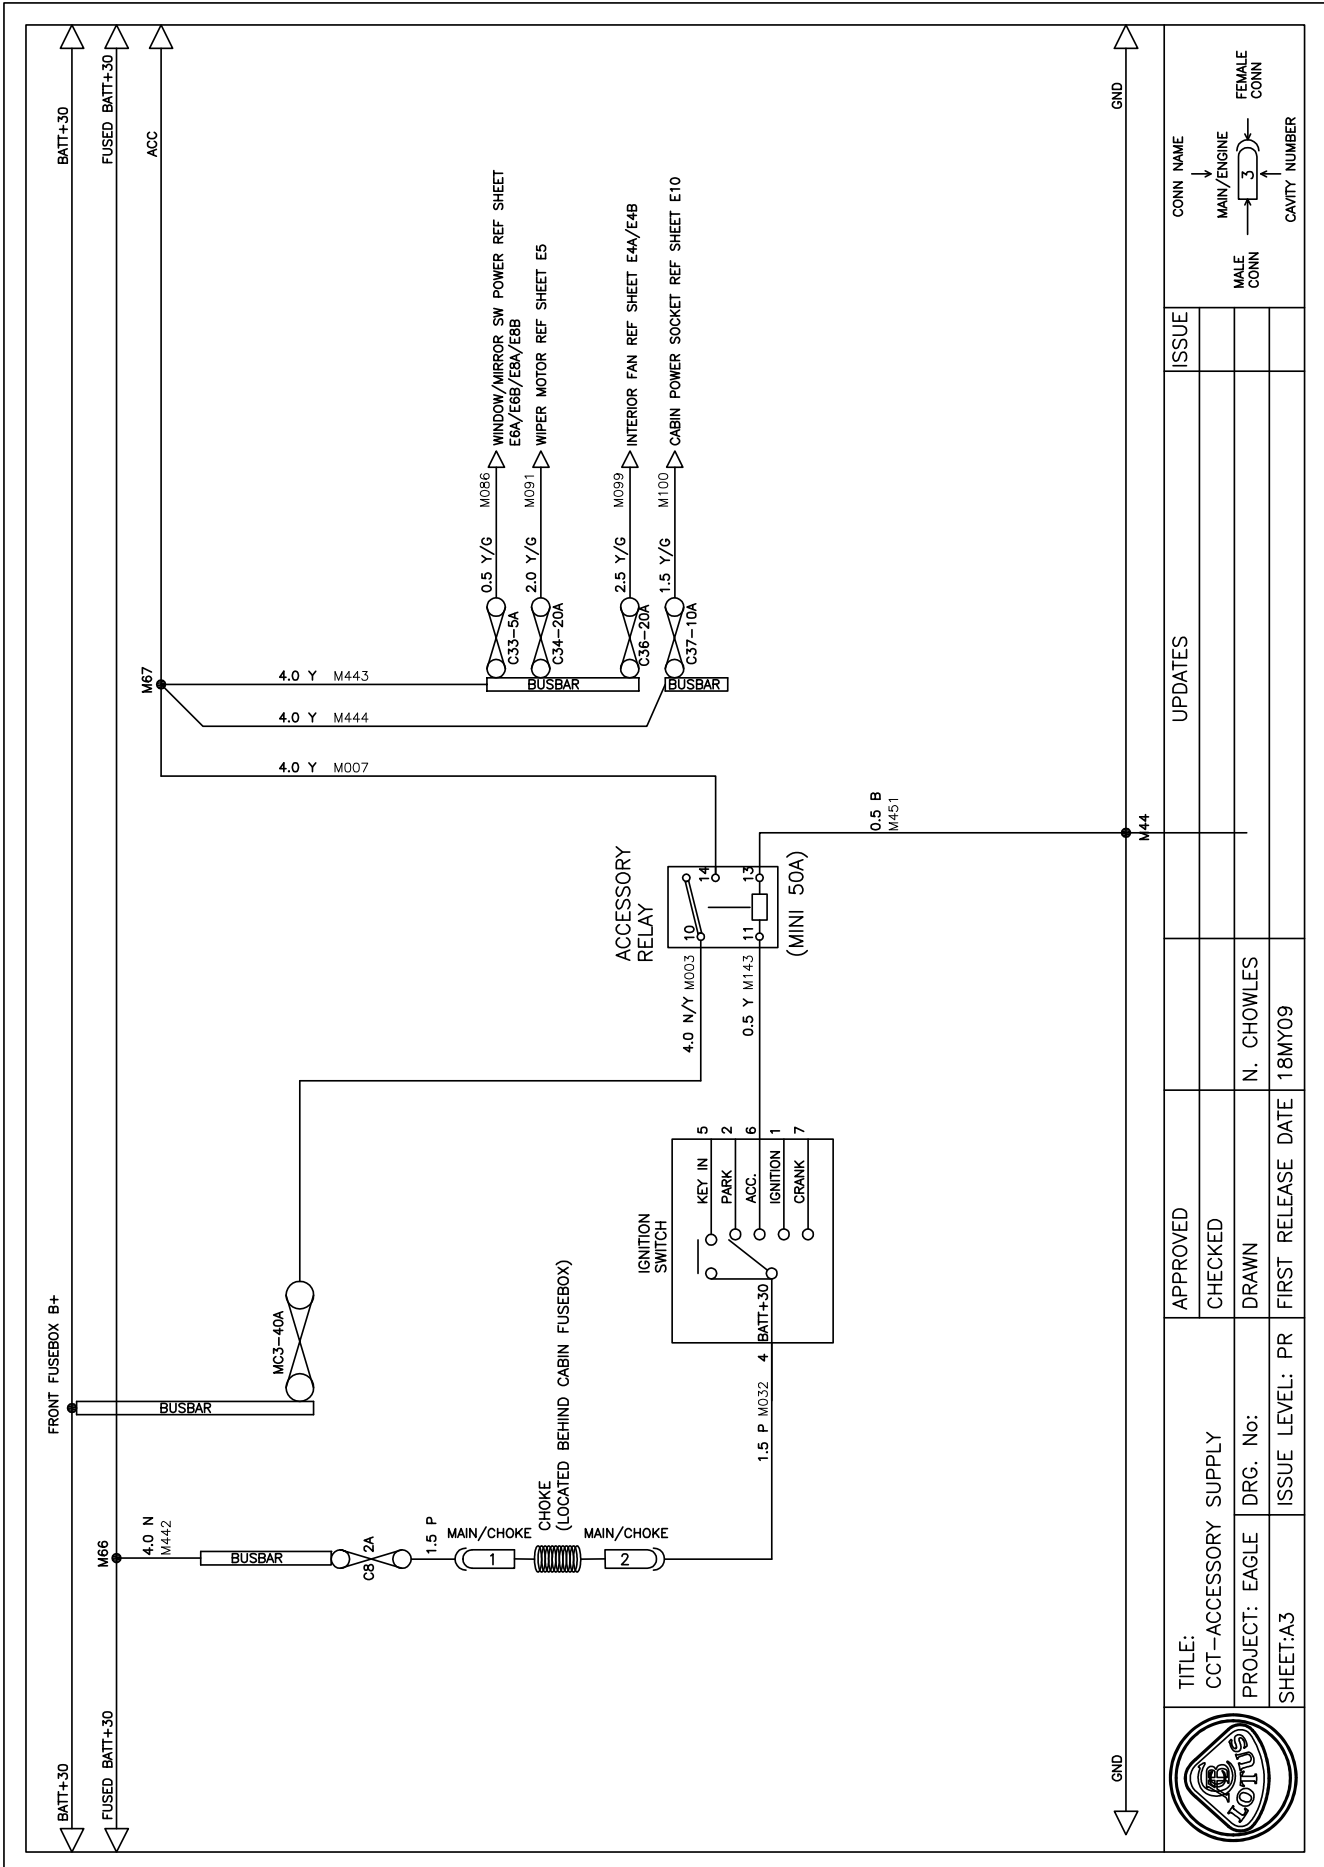 BATT+30
FUSED BATT+30
FRONT FUSEBOX B+
M66
4.0 N
M442
BUSBAR
C8 2A
1.5 P
MAIN/CHOKE
1
CHOKE
(LOCATED BEHIND CABIN FUSEBOX)
MAIN/CHOKE
2
1.5 P M032
BUSBAR
MC3-40A
IGNITION
SWITCH
4
BATT+30
KEY IN
5
PARK
2
ACC.
6
IGNITION
1
CRANK
7
4.0 N/Y M003
0.5 Y M143
ACCESSORY
RELAY
10
14
11
13
(MINI 50A)
0.5 B
M451
M44
4.0 Y M007
4.0 Y M444
4.0 Y M443
M67
BUSBAR
BUSBAR
C33-5A
0.5 Y/G
M086
WINDOW/MIRROR SW POWER REF SHEET
E6A/E6B/E8A/E8B
C34-20A
2.0 Y/G
M091
WIPER MOTOR REF SHEET E5
C36-20A
2.5 Y/G
M099
INTERIOR FAN REF SHEET E4A/E4B
C37-10A
1.5 Y/G
M100
CABIN POWER SOCKET REF SHEET E10
BATT+30
FUSED BATT+30
ACC
GND
GND
LOTUS
TITLE:
CCT-ACCESSORY SUPPLY
PROJECT: EAGLE
DRG. No:
SHEET:A3
ISSUE LEVEL: PR
APPROVED
CHECKED
DRAWN
N. CHOWLES
FIRST RELEASE DATE
18MY09
UPDATES
ISSUE
CONN NAME
MAIN/ENGINE
MALE
CONN
3
FEMALE
CONN
CAVITY NUMBER